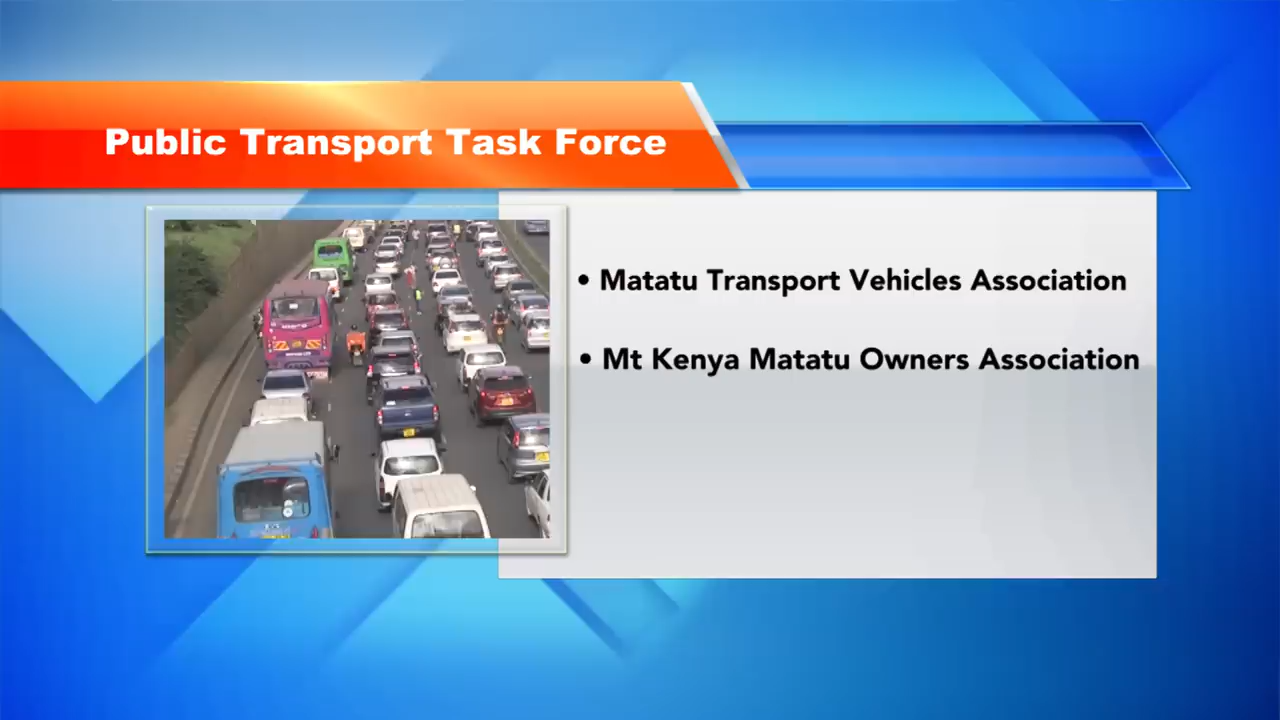 Public Transport Task Force
• Matatu Transport Vehicles Association
• Mt Kenya Matatu Owners Association